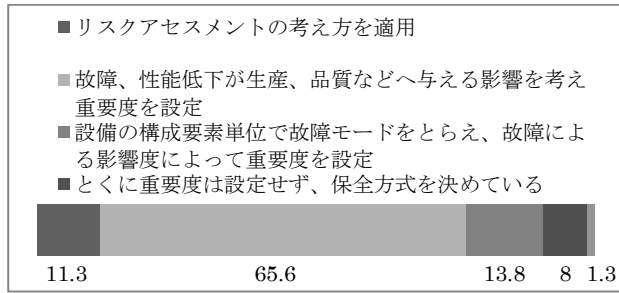 ■リスクアセスメントの考え方を適用
■故障、性能低下が生産、品質などへ与える影響を考え
重要度を設定
■設備の構成要素単位で故障モードをとらえ、故障によ
る影響度によって重要度を設定
■とくに重要度は設定せず、保全方式を決めている
11.3 65.6 13.8 8 1.3